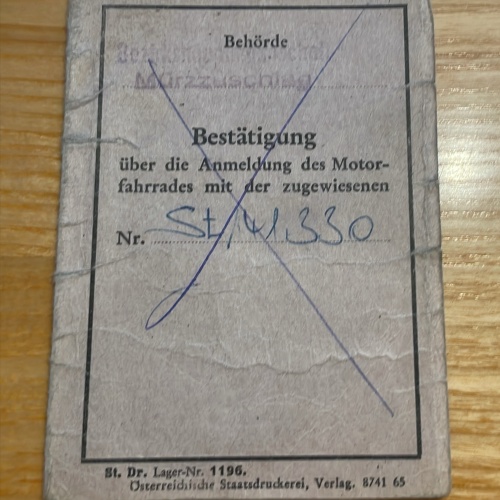 Behörde
Bezirkshauptmannschaft
Mürzzuschlag
Bestätigung
über die Anmeldung des Motor-
fahrrades mit der zugewiesenen
Nr. St. 41.330
St. Dr. Lager-Nr. 1196.
Österreichische Staatsdruckerei, Verlag. 8741 65